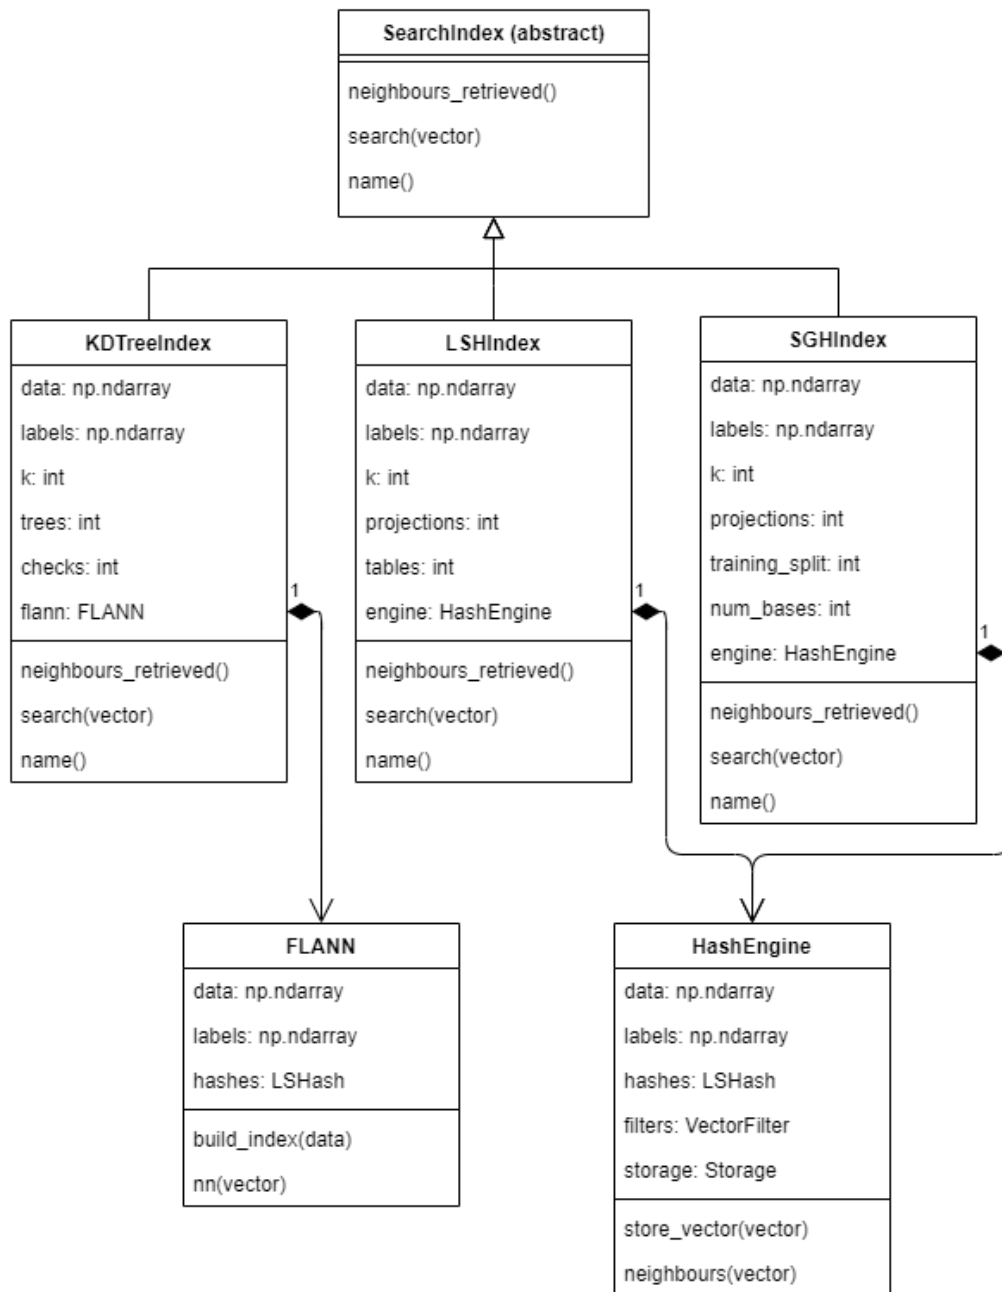 SearchIndex (abstract)
neighbours_retrieved()
search(vector)
name()
KDTreeIndex
data: np.ndarray
labels: np.ndarray
k: int
trees: int
checks: int
flann: FLANN
1
neighbours_retrieved()
search(vector)
name()
LSHIndex
data: np.ndarray
labels: np.ndarray
k: int
projections: int
tables: int
engine: HashEngine
1
neighbours_retrieved()
search(vector)
name()
SGHIndex
data: np.ndarray
labels: np.ndarray
k: int
projections: int
training_split: int
num_bases: int
engine: HashEngine
1
neighbours_retrieved()
search(vector)
name()
FLANN
data: np.ndarray
labels: np.ndarray
hashes: LSHash
build_index(data)
nn(vector)
HashEngine
data: np.ndarray
labels: np.ndarray
hashes: LSHash
filters: VectorFilter
storage: Storage
store_vector(vector)
neighbours(vector)